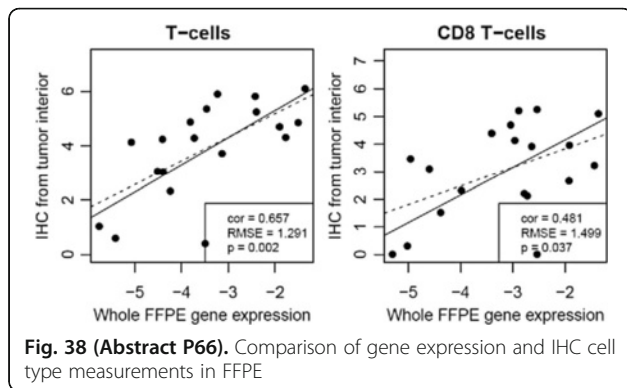 T-cells
IHC from tumor interior
6
4
2
0
cor = 0.657
RMSE = 1.291
p = 0.002
−5 −4 −3 −2
Whole FFPE gene expression
CD8 T-cells
IHC from tumor interior
7
6
5
4
3
2
1
0
cor = 0.481
RMSE = 1.499
p = 0.037
−5 −4 −3 −2
Whole FFPE gene expression
Fig. 38 (Abstract P66). Comparison of gene expression and IHC cell
type measurements in FFPE